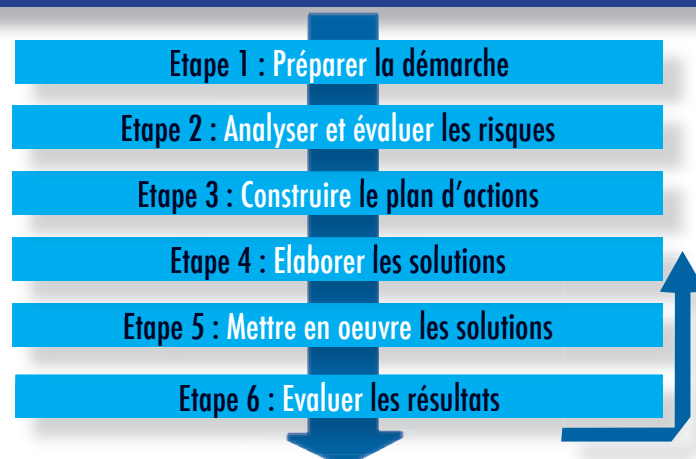 Etape 1 : Préparer la démarche
Etape 2 : Analyser et évaluer les risques
Etape 3 : Construire le plan d’actions
Etape 4 : Elaborer les solutions
Etape 5 : Mettre en oeuvre les solutions
Etape 6 : Evaluer les résultats